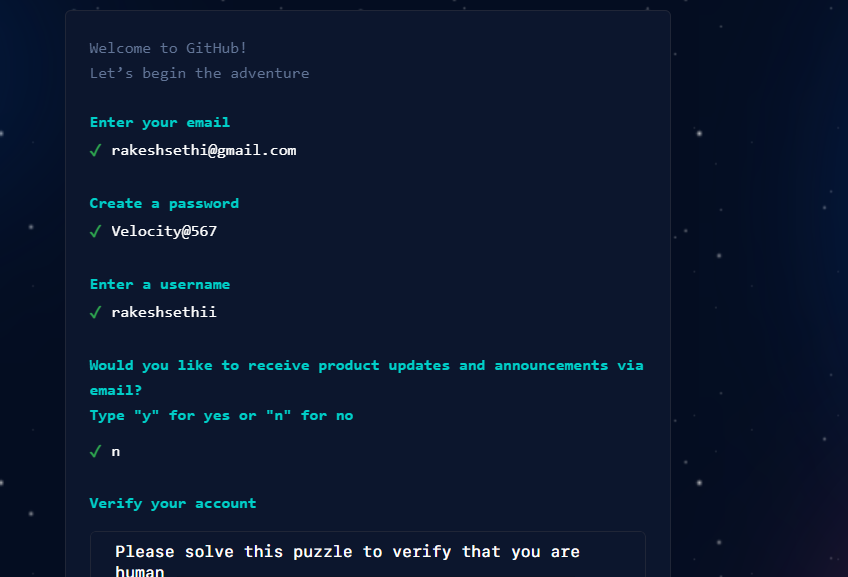 Welcome to GitHub!
Let’s begin the adventure
Enter your email
✓ rakeshsethi@gmail.com
Create a password
✓ Velocity@567
Enter a username
✓ rakeshsethii
Would you like to receive product updates and announcements via
email?
Type "y" for yes or "n" for no
✓ n
Verify your account
Please solve this puzzle to verify that you are
human